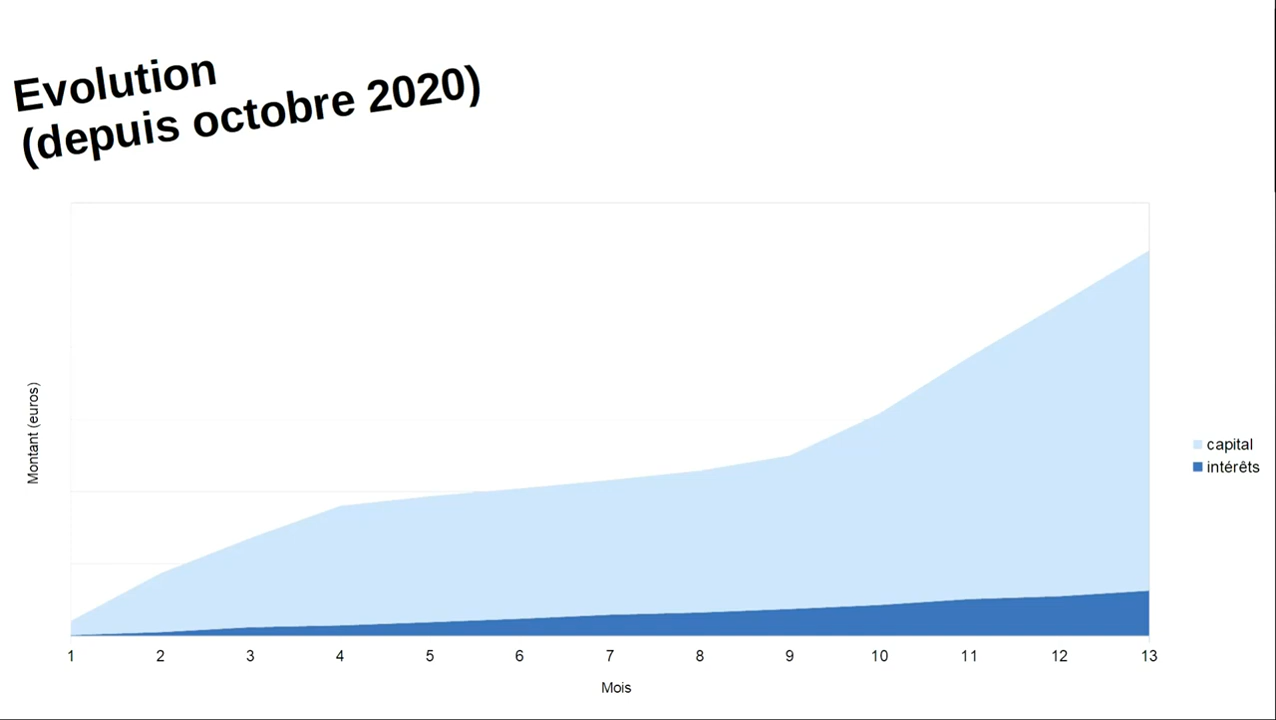 Evolution
(depuis octobre 2020)
Montant (euros)
capital
intérêts
1 2 3 4 5 6 7 8 9 10 11 12 13
Mois